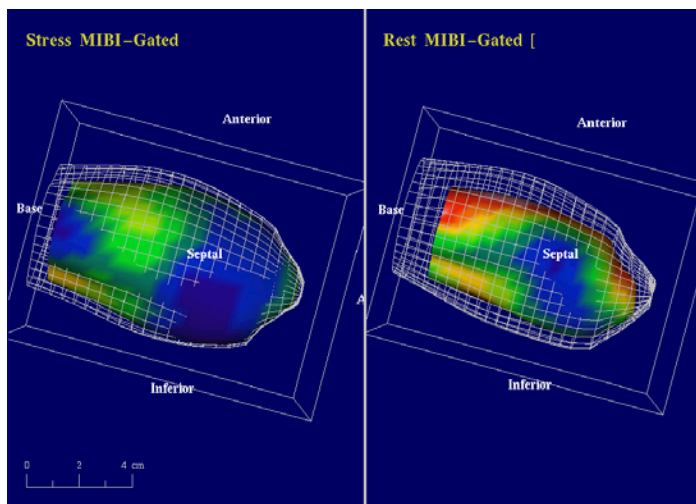 Stress MIBI-Gated
Anterior
Base
Septal
A
Inferior
0 2 4 cm
Rest MIBI-Gated [
Anterior
Base
Septal
Inferior